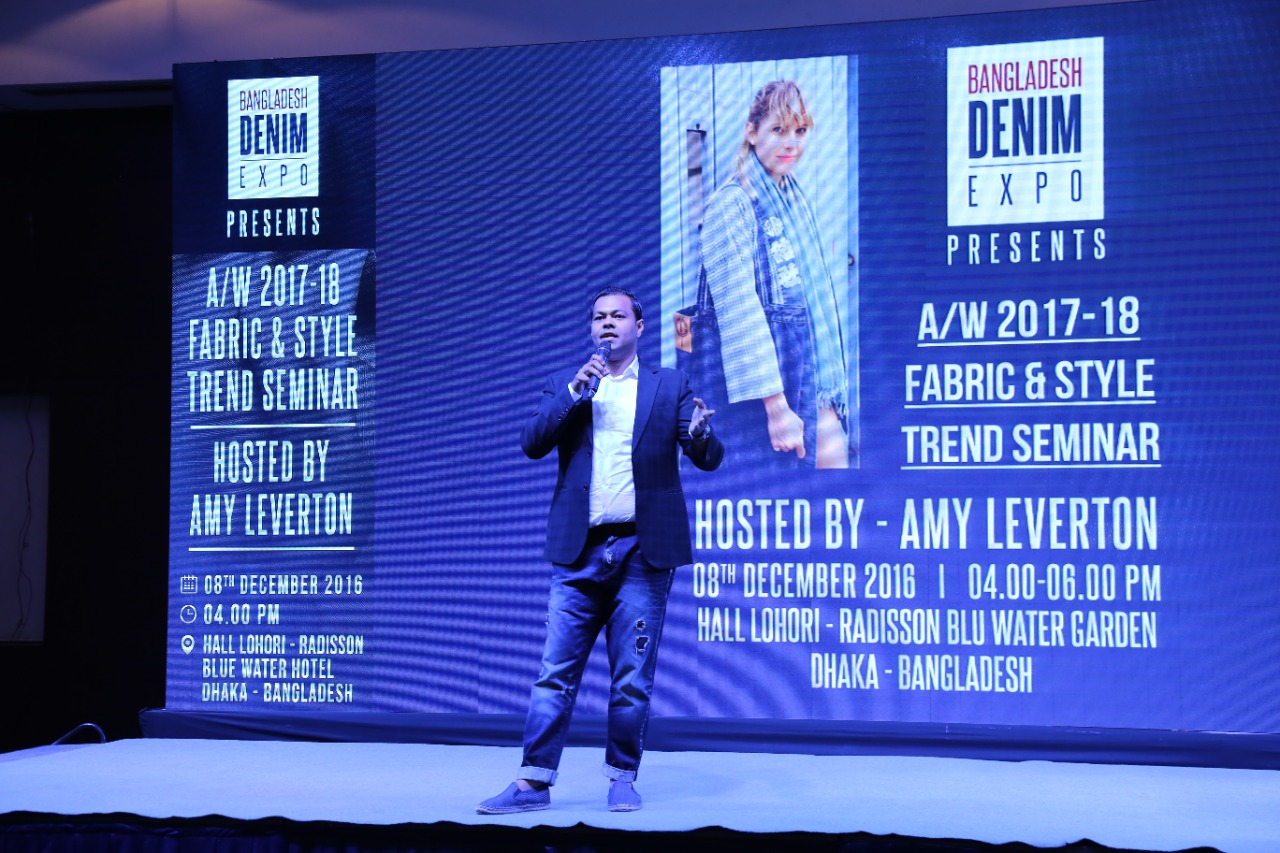 BANGLADESH
DENIM
EXPO
PRESENTS
A/W 2017-18
FABRIC & STYLE
TREND SEMINAR
HOSTED BY
AMY LEVERTON
08TH DECEMBER 2016
04.00 PM
HALL LOHORI - RADISSON
BLUE WATER HOTEL
DHAKA - BANGLADESH
BANGLADESH
DENIM
EXPO
PRESENTS
A/W 2017-18
FABRIC & STYLE
TREND SEMINAR
HOSTED BY - AMY LEVERTON
08TH DECEMBER 2016 | 04.00-06.00 PM
HALL LOHORI - RADISSON BLU WATER GARDEN
DHAKA - BANGLADESH